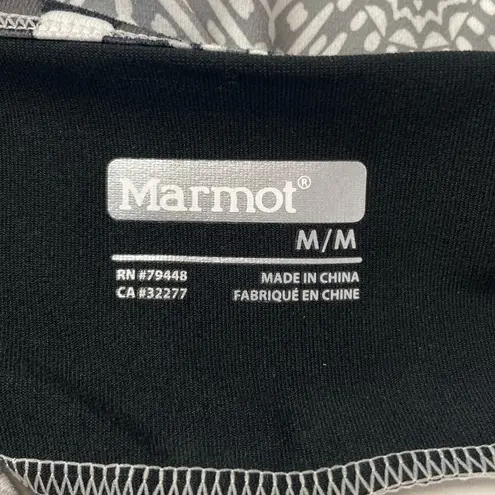 Marmot®
M/M
RN #79448 MADE IN CHINA
CA #32277 FABRIQUÉ EN CHINE